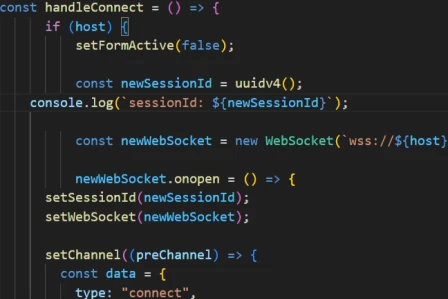 const handleConnect = () => {
if (host) {
setFormActive(false);
const newSessionId = uuidv4();
console.log(`sessionId: ${newSessionId}`);
const newWebSocket = new WebSocket(`wss://${host}
newWebSocket.onopen = () => {
setSessionId(newSessionId);
setWebSocket(newWebSocket);
setChannel((preChannel) => {
const data = {
type: "connect",